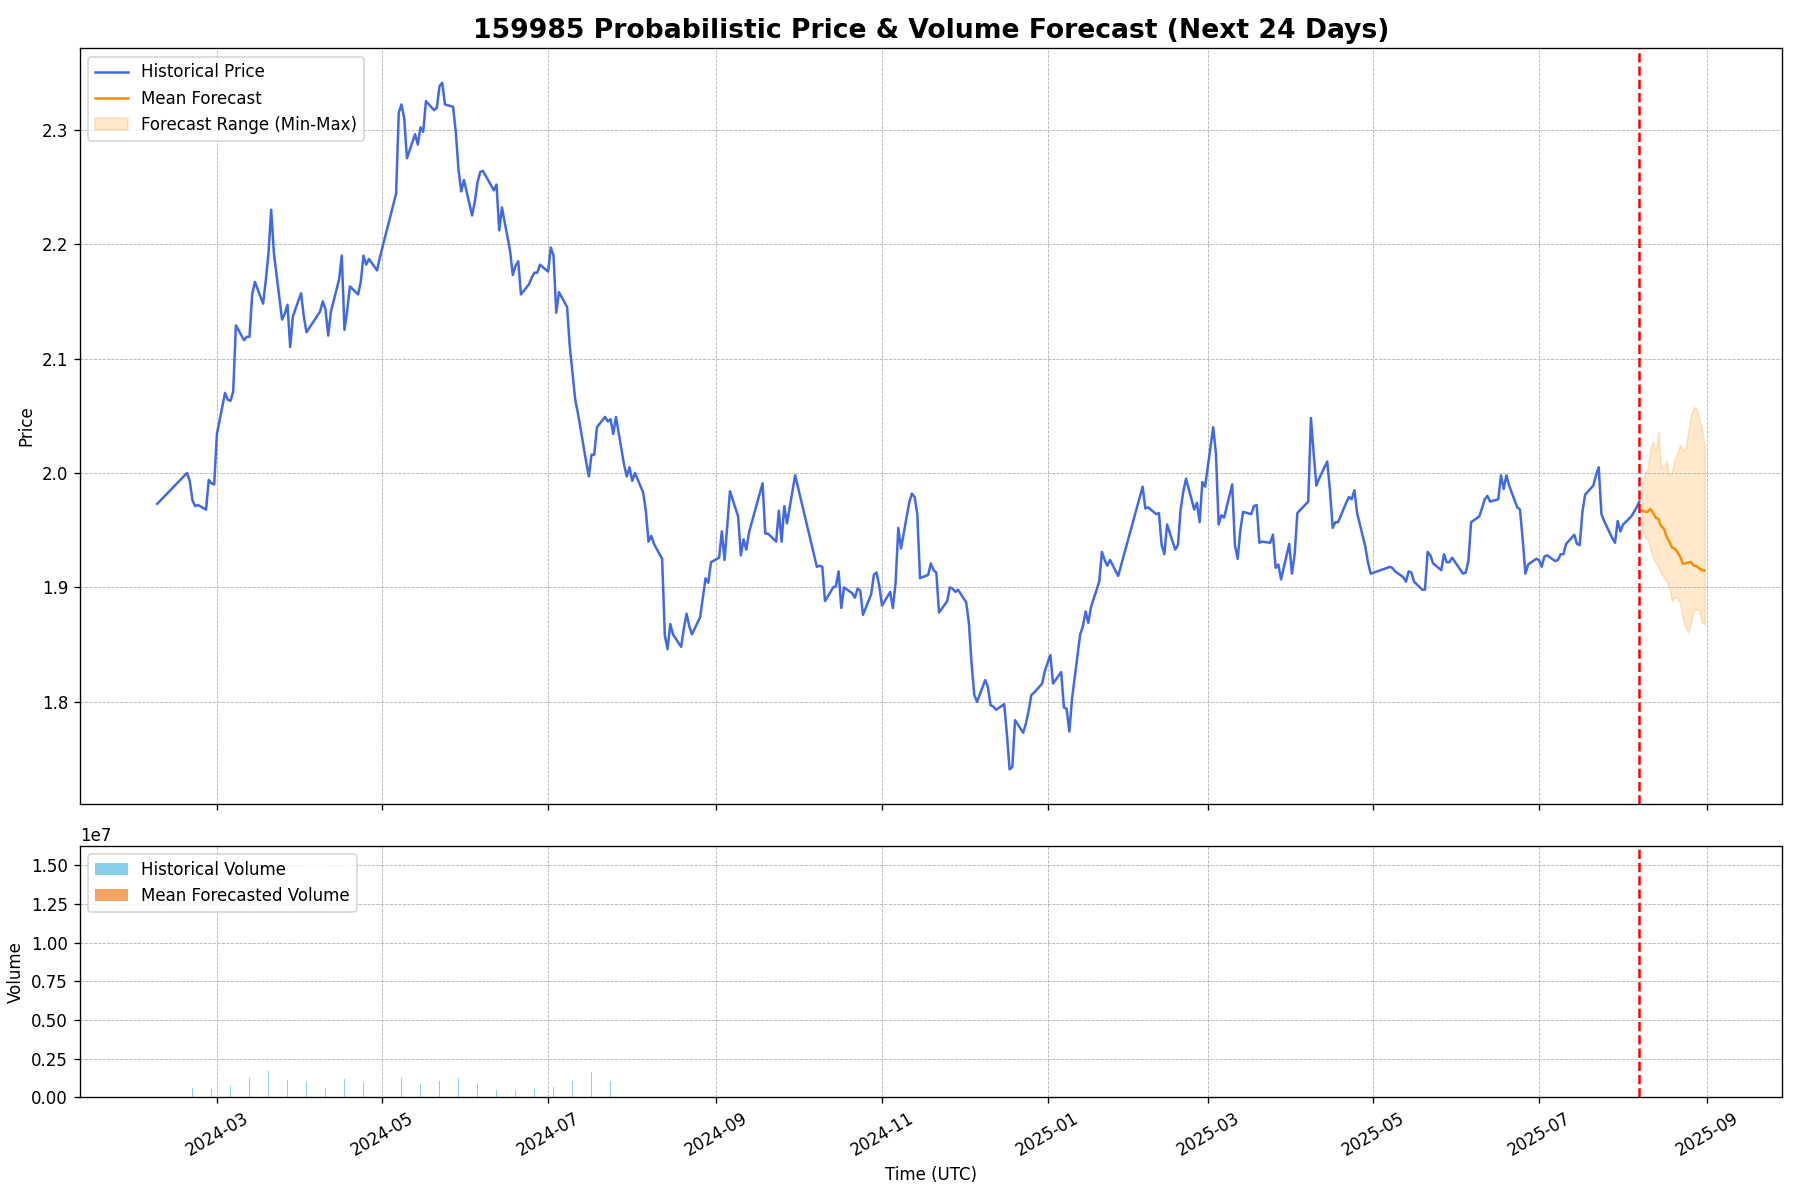 159985 Probabilistic Price & Volume Forecast (Next 24 Days)
Historical Price
Mean Forecast
Forecast Range (Min-Max)
Price
2.3
2.2
2.1
2.0
1.9
1.8
1e7
Historical Volume
Mean Forecasted Volume
Volume
1.50
1.25
1.00
0.75
0.50
0.25
0.00
2024-03
2024-05
2024-07
2024-09
2024-11
2025-01
2025-03
2025-05
2025-07
2025-09
Time (UTC)